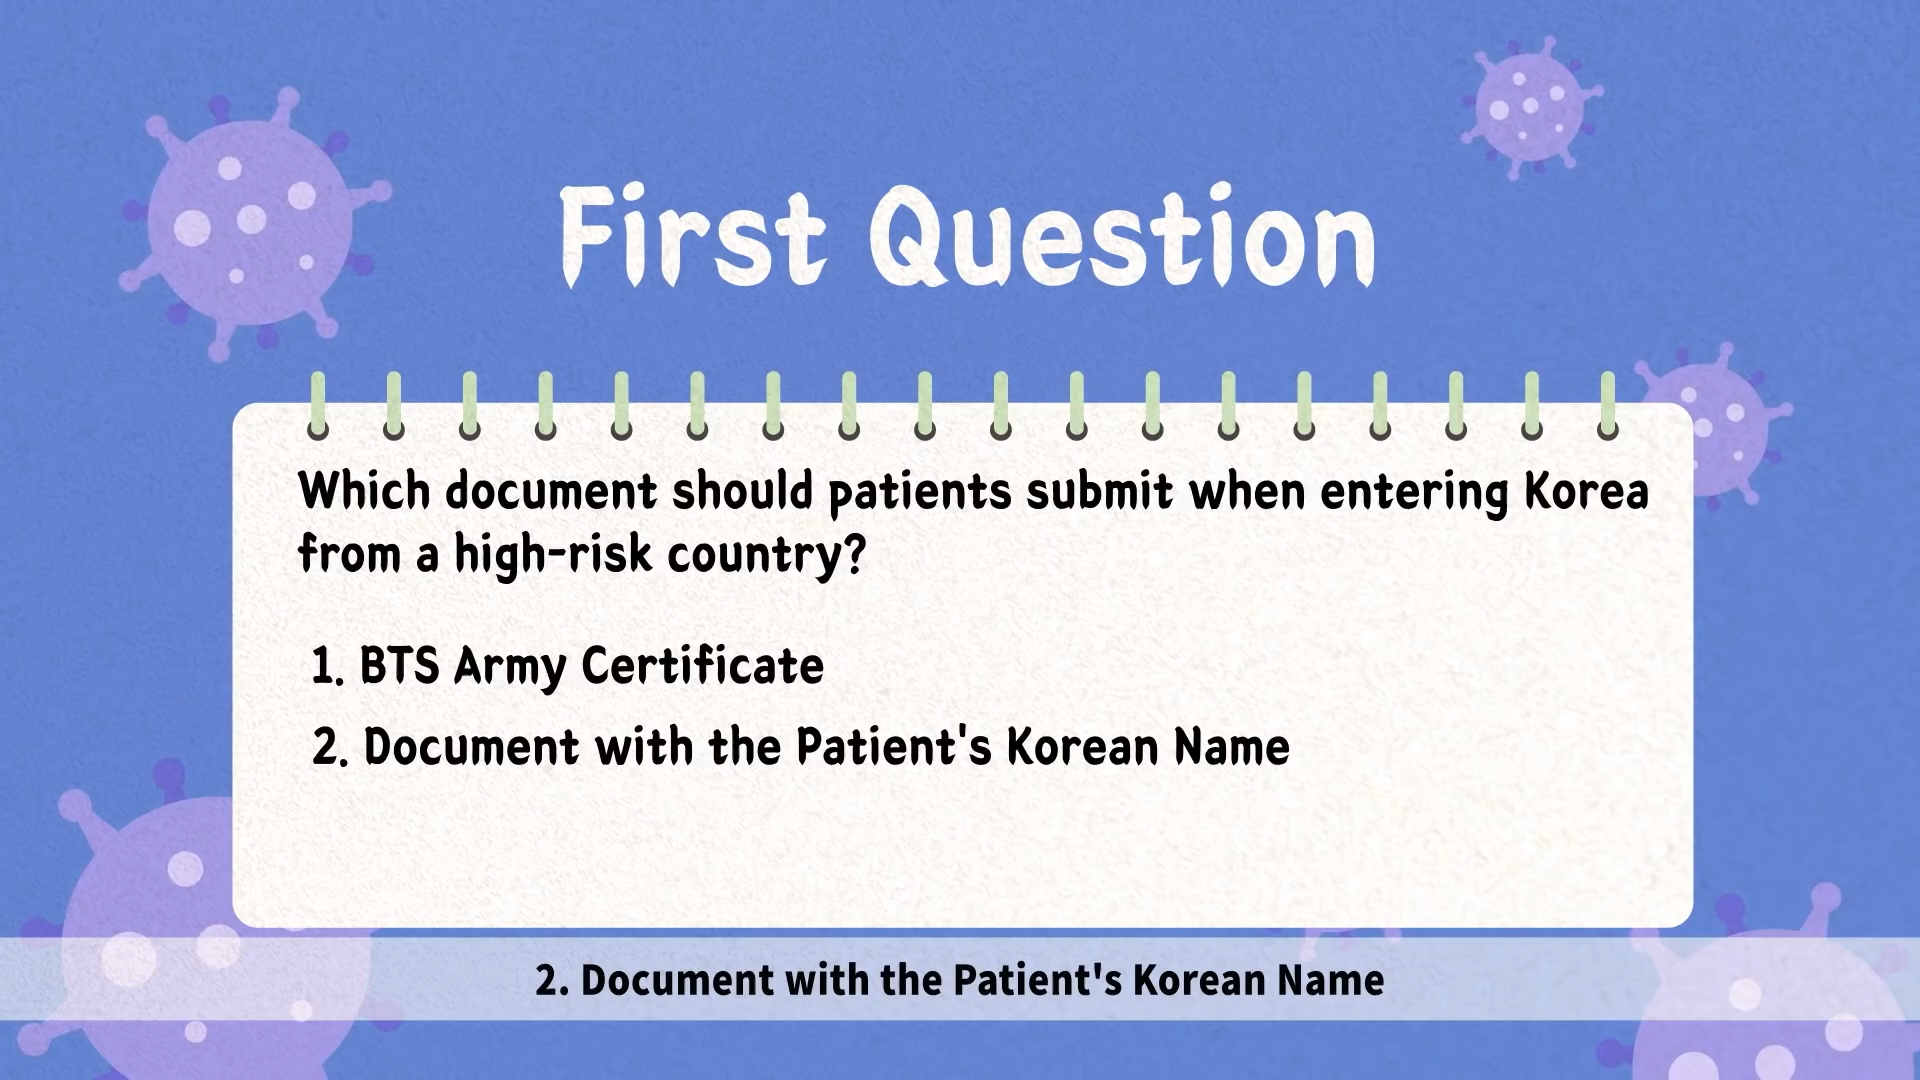 First Question
Which document should patients submit when entering Korea
from a high-risk country?
1. BTS Army Certificate
2. Document with the Patient's Korean Name
2. Document with the Patient's Korean Name